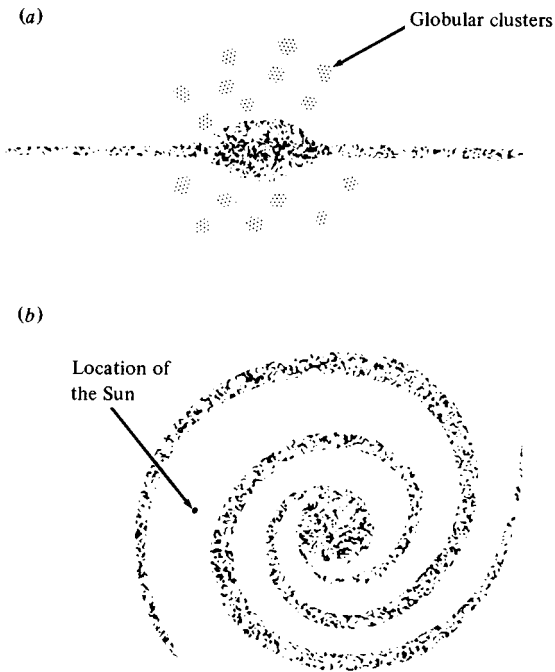 (a)
Globular clusters
(b)
Location of
the Sun